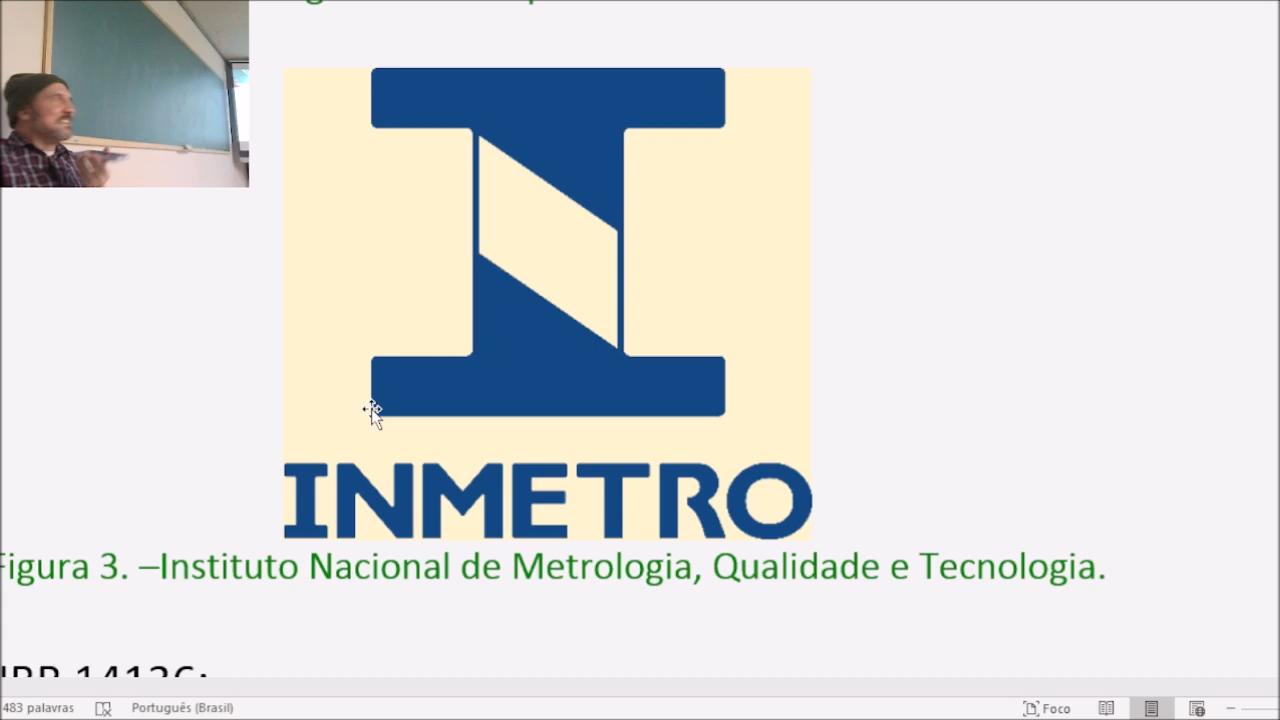 INMETRO
Figura 3. –Instituto Nacional de Metrologia, Qualidade e Tecnologia.
483 palavras
Português (Brasil)
Foco